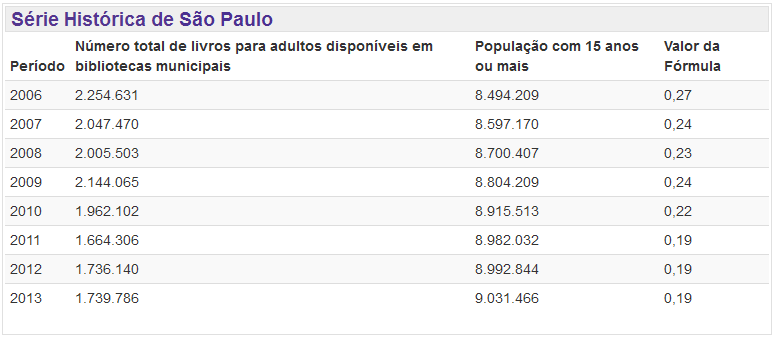 Série Histórica de São Paulo
Período Número total de livros para adultos disponíveis em bibliotecas municipais População com 15 anos ou mais Valor da Fórmula
2006 2.254.631 8.494.209 0,27
2007 2.047.470 8.597.170 0,24
2008 2.005.503 8.700.407 0,23
2009 2.144.065 8.804.209 0,24
2010 1.962.102 8.915.513 0,22
2011 1.664.306 8.982.032 0,19
2012 1.736.140 8.992.844 0,19
2013 1.739.786 9.031.466 0,19